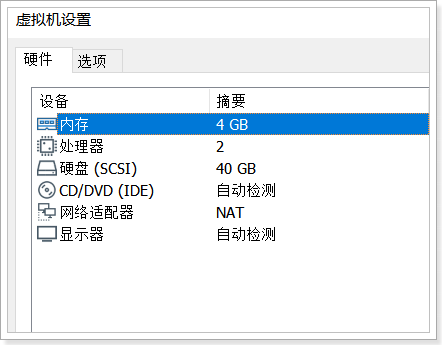 虚拟机设置
硬件 选项
设备 摘要
内存 4 GB
处理器 2
硬盘 (SCSI) 40 GB
CD/DVD (IDE) 自动检测
网络适配器 NAT
显示器 自动检测